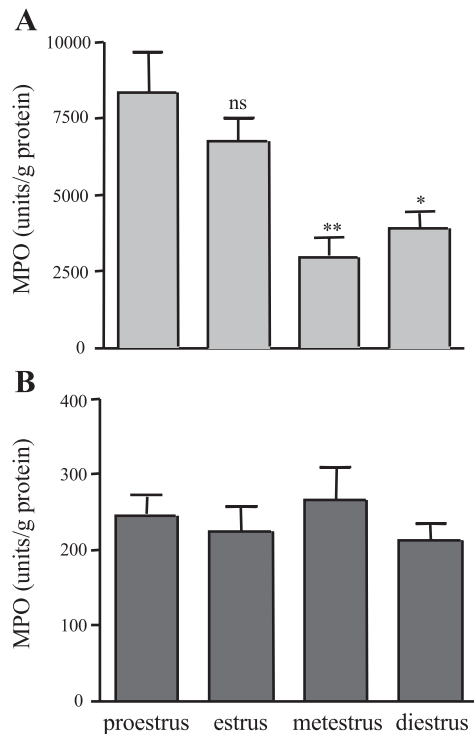 A
MPO (units/g protein)
10000
7500
5000
2500
0
ns
**
*
B
MPO (units/g protein)
400
300
200
100
0
proestrus estrus metestrus diestrus